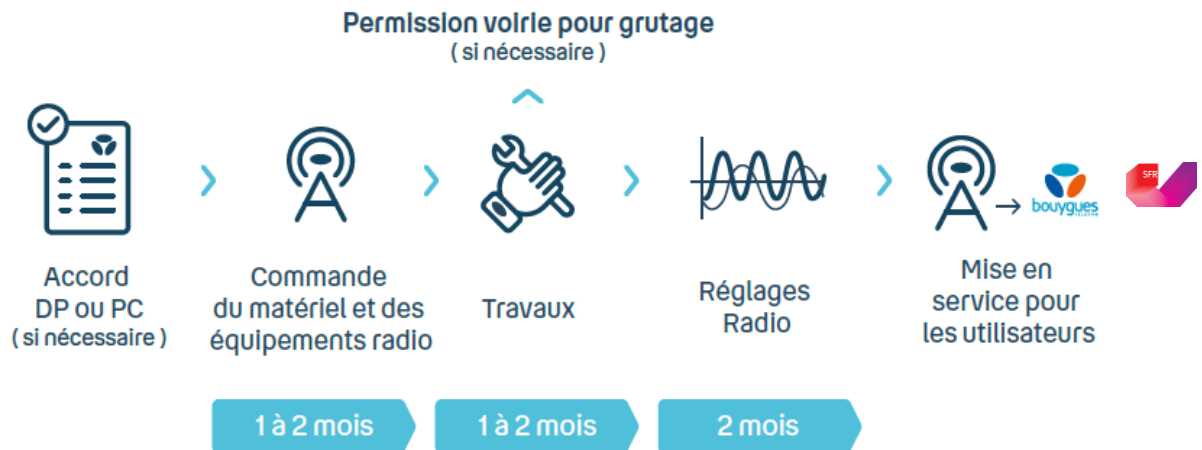 Permission voirie pour grutage
( si nécessaire )
Accord
DP ou PC
( si nécessaire )
Commande
du matériel et des
équipements radio
Travaux
Réglages
Radio
bouygues
TELECOM
SFR
Mise en
service pour
les utilisateurs
1 à 2 mois
1 à 2 mois
2 mois